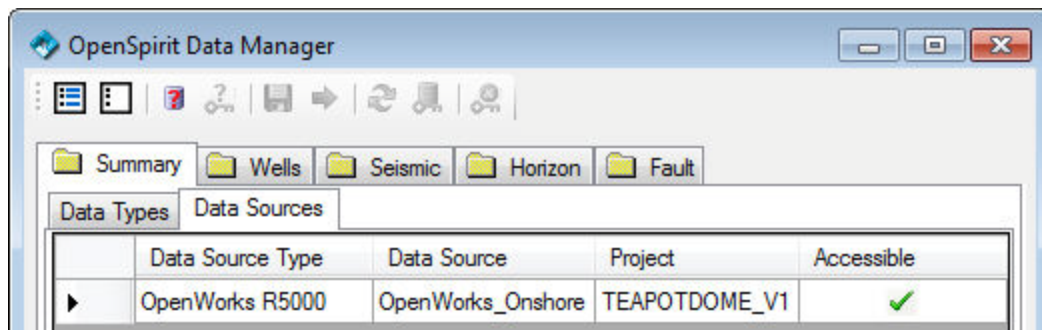 OpenSpirit Data Manager
Summary Wells Seismic Horizon Fault
Data Types Data Sources
Data Source Type Data Source Project Accessible
OpenWorks R5000 OpenWorks_Onshore TEAPOTDOME_V1